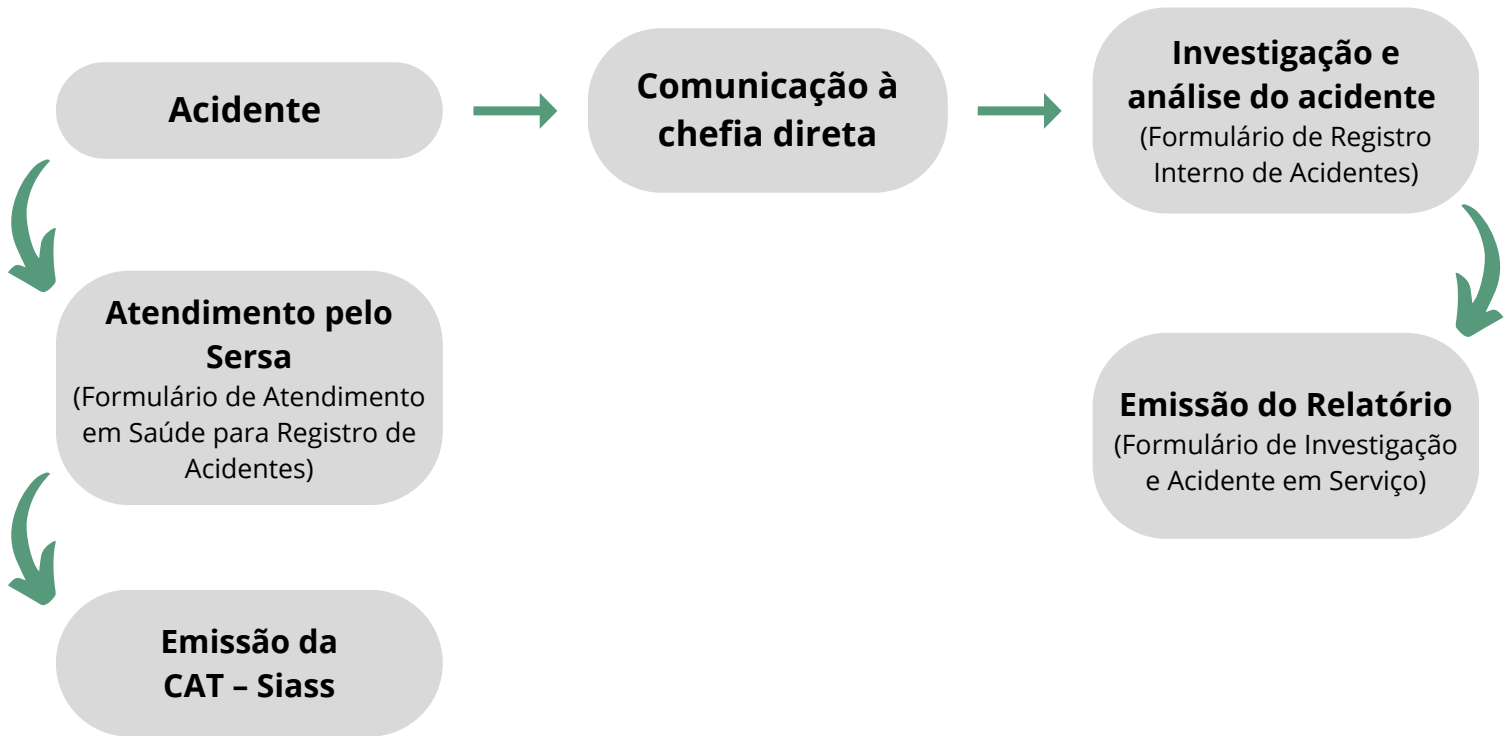 Acidente
Comunicação à
chefia direta
Investigação e
análise do acidente
(Formulário de Registro
Interno de Acidentes)
Atendimento pelo
Sersa
(Formulário de Atendimento
em Saúde para Registro de
Acidentes)
Emissão do Relatório
(Formulário de Investigação
e Acidente em Serviço)
Emissão da
CAT – Siass